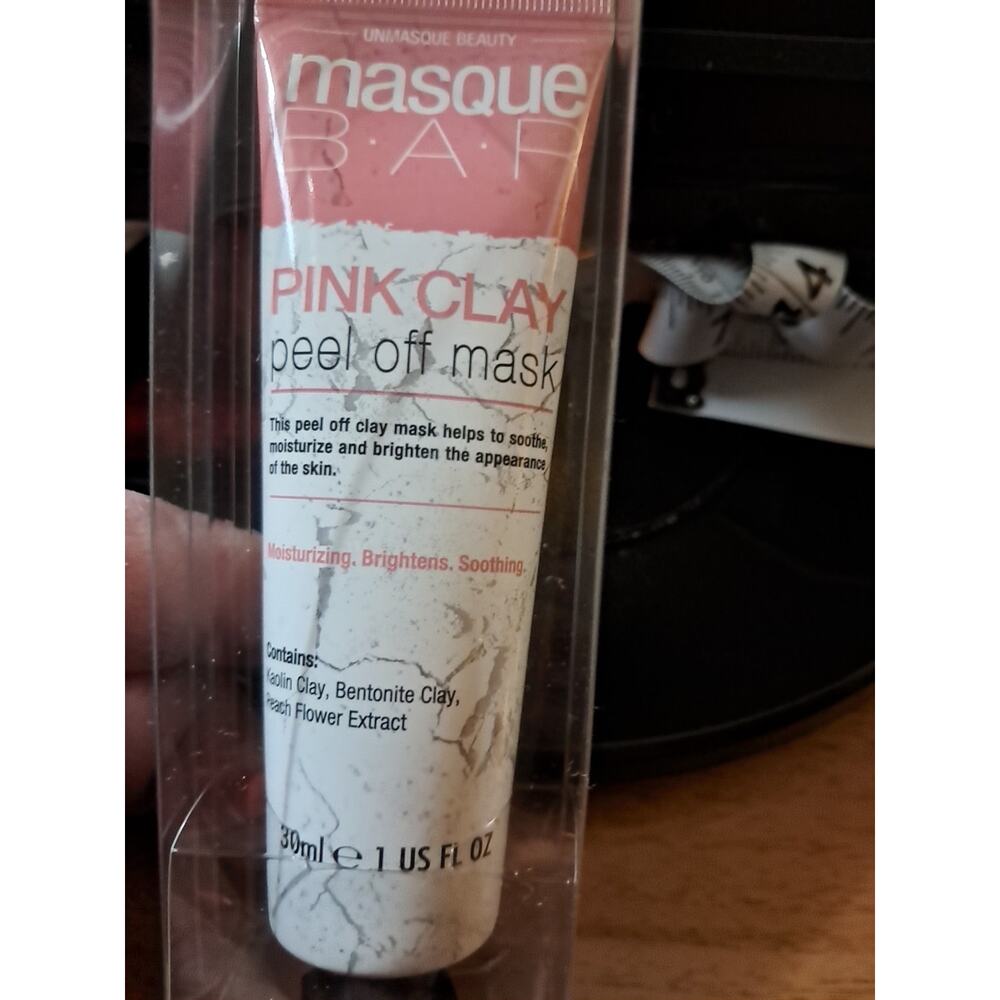 UNMASQUE BEAUTY
masque
B·A·R
PINK CLAY
peel off mask
This peel off clay mask helps to soothe,
moisturize and brighten the appearance
of the skin.
Moisturizing. Brightens. Soothing.
Contains:
Kaolin Clay, Bentonite Clay,
Peach Flower Extract
30ml ℮ 1 US FL OZ
4